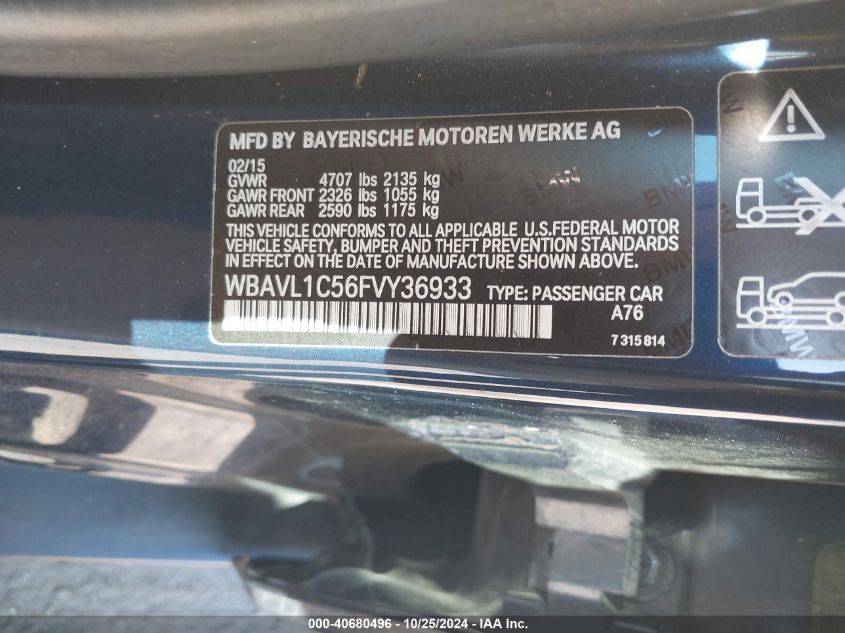 MFD BY BAYERISCHE MOTOREN WERKE AG
02/15
GVWR 4707 lbs 2135 kg
GAWR FRONT 2326 lbs 1055 kg
GAWR REAR 2590 lbs 1175 kg
THIS VEHICLE CONFORMS TO ALL APPLICABLE U.S.FEDERAL MOTOR
VEHICLE SAFETY, BUMPER AND THEFT PREVENTION STANDARDS
IN EFFECT ON THE DATE OF MANUFACTURE SHOWN ABOVE.
WBAVL1C56FVY36933 TYPE: PASSENGER CAR
A76
7 315 814
BMW
BMW
BMW
000-40680496 - 10/25/2024 - IAA Inc.